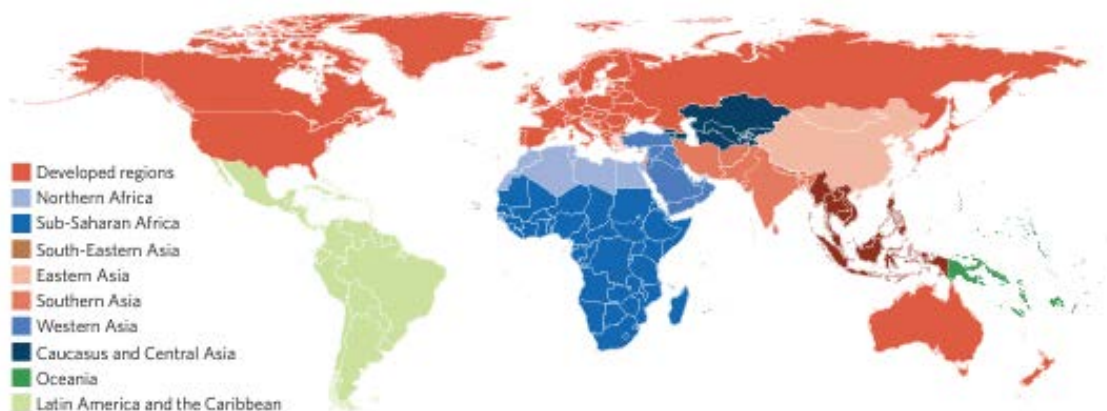 Developed regions
Northern Africa
Sub-Saharan Africa
South-Eastern Asia
Eastern Asia
Southern Asia
Western Asia
Caucasus and Central Asia
Oceania
Latin America and the Caribbean